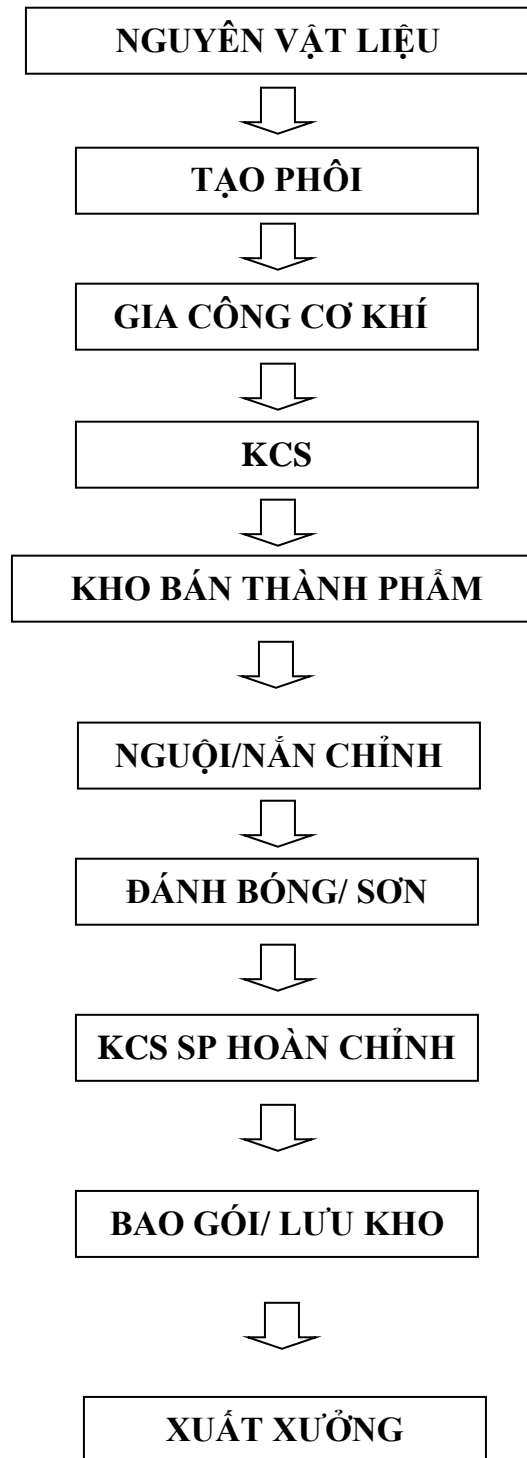 NGUYÊN VẬT LIỆU
TẠO PHÔI
GIA CÔNG CƠ KHÍ
KCS
KHO BÁN THÀNH PHẨM
NGUỘI/NẮN CHỈNH
ĐÁNH BÓNG/ SƠN
KCS SP HOÀN CHỈNH
BAO GÓI/ LƯU KHO
XUẤT XƯỞNG